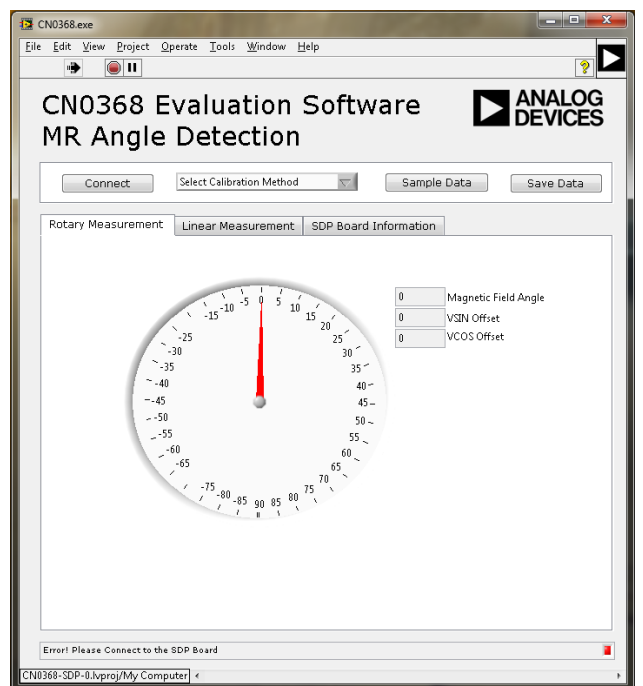 CN0368.exe
File Edit View Project Operate Tools Window Help
?
CN0368 Evaluation Software
MR Angle Detection
ANALOG
DEVICES
Connect Select Calibration Method Sample Data Save Data
Rotary Measurement Linear Measurement SDP Board Information
0 Magnetic Field Angle
0 VSIN Offset
0 VCOS Offset
-15 -10 -5 0 5 10 15
-25 20 25
-30 30
-35 35
-40 40
-45 45
-50 50
-55 55
-60 60
-65 65
-75 -80 -85 90 85 80 75 70
Error! Please Connect to the SDP Board
CN0368-SDP-0.lvproj/My Computer